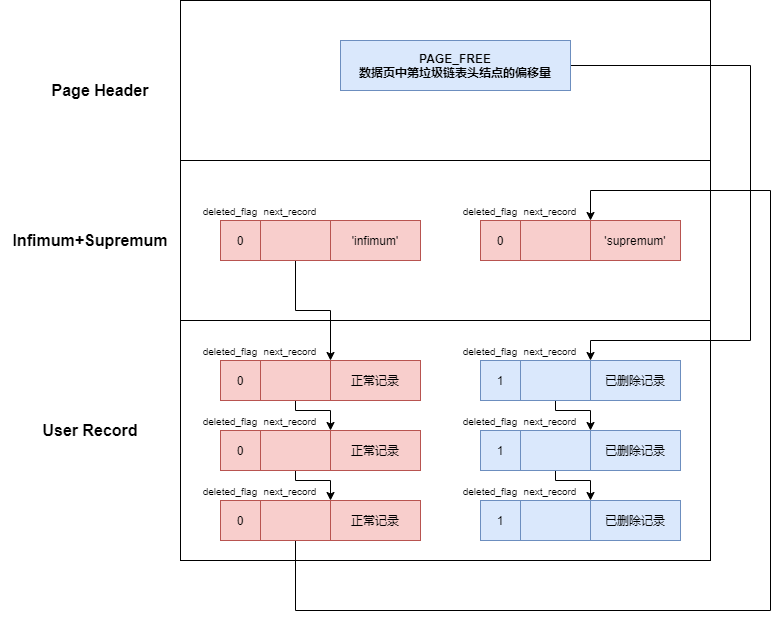 PAGE_FREE
数据页中第垃圾链表头结点的偏移量
Page Header
deleted_flag next_record
deleted_flag next_record
Infimum+Supremum
0 'infimum'
0 'supremum'
deleted_flag next_record
deleted_flag next_record
0 正常记录
1 已删除记录
deleted_flag next_record
deleted_flag next_record
User Record
0 正常记录
1 已删除记录
deleted_flag next_record
deleted_flag next_record
0 正常记录
1 已删除记录